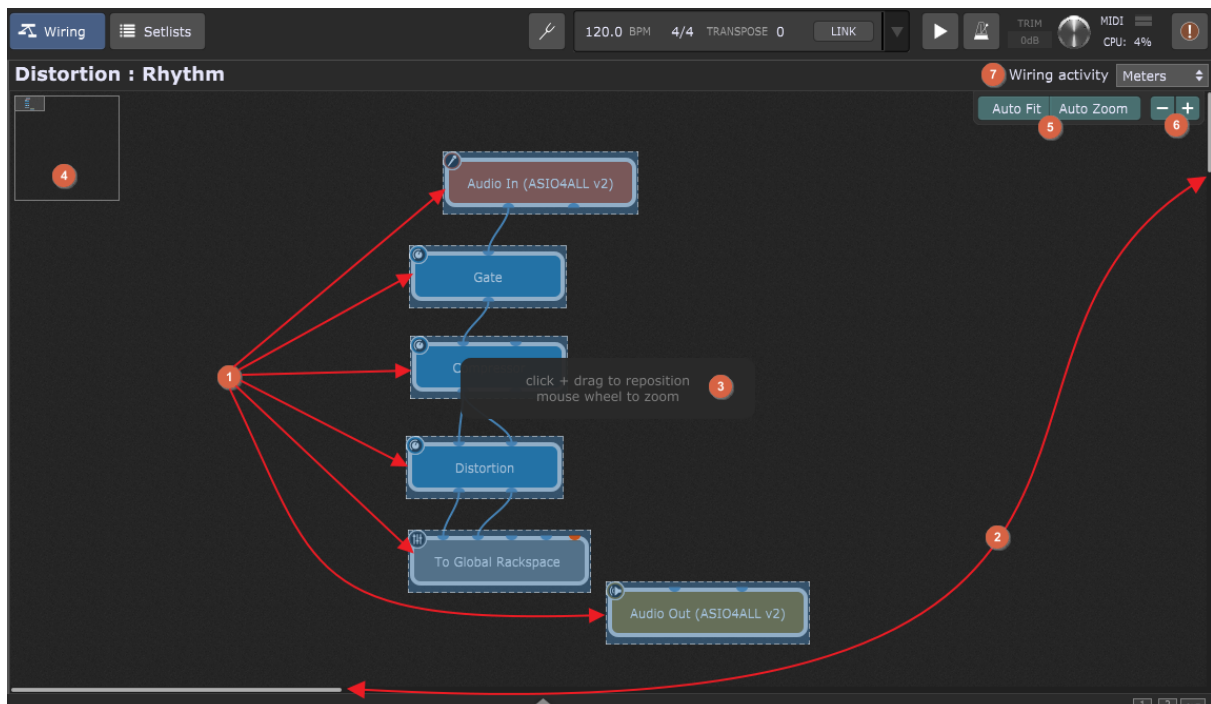 Wiring
Setlists
120.0 BPM 4/4 TRANSPOSE 0 LINK
TRIM
0dB
MIDI
CPU: 4%
Distortion : Rhythm
7 Wiring activity Meters
Auto Fit Auto Zoom − +
5
6
4
Audio In (ASIO4ALL v2)
Gate
1
click + drag to reposition
mouse wheel to zoom
3
Distortion
2
To Global Rackspace
Audio Out (ASIO4ALL v2)